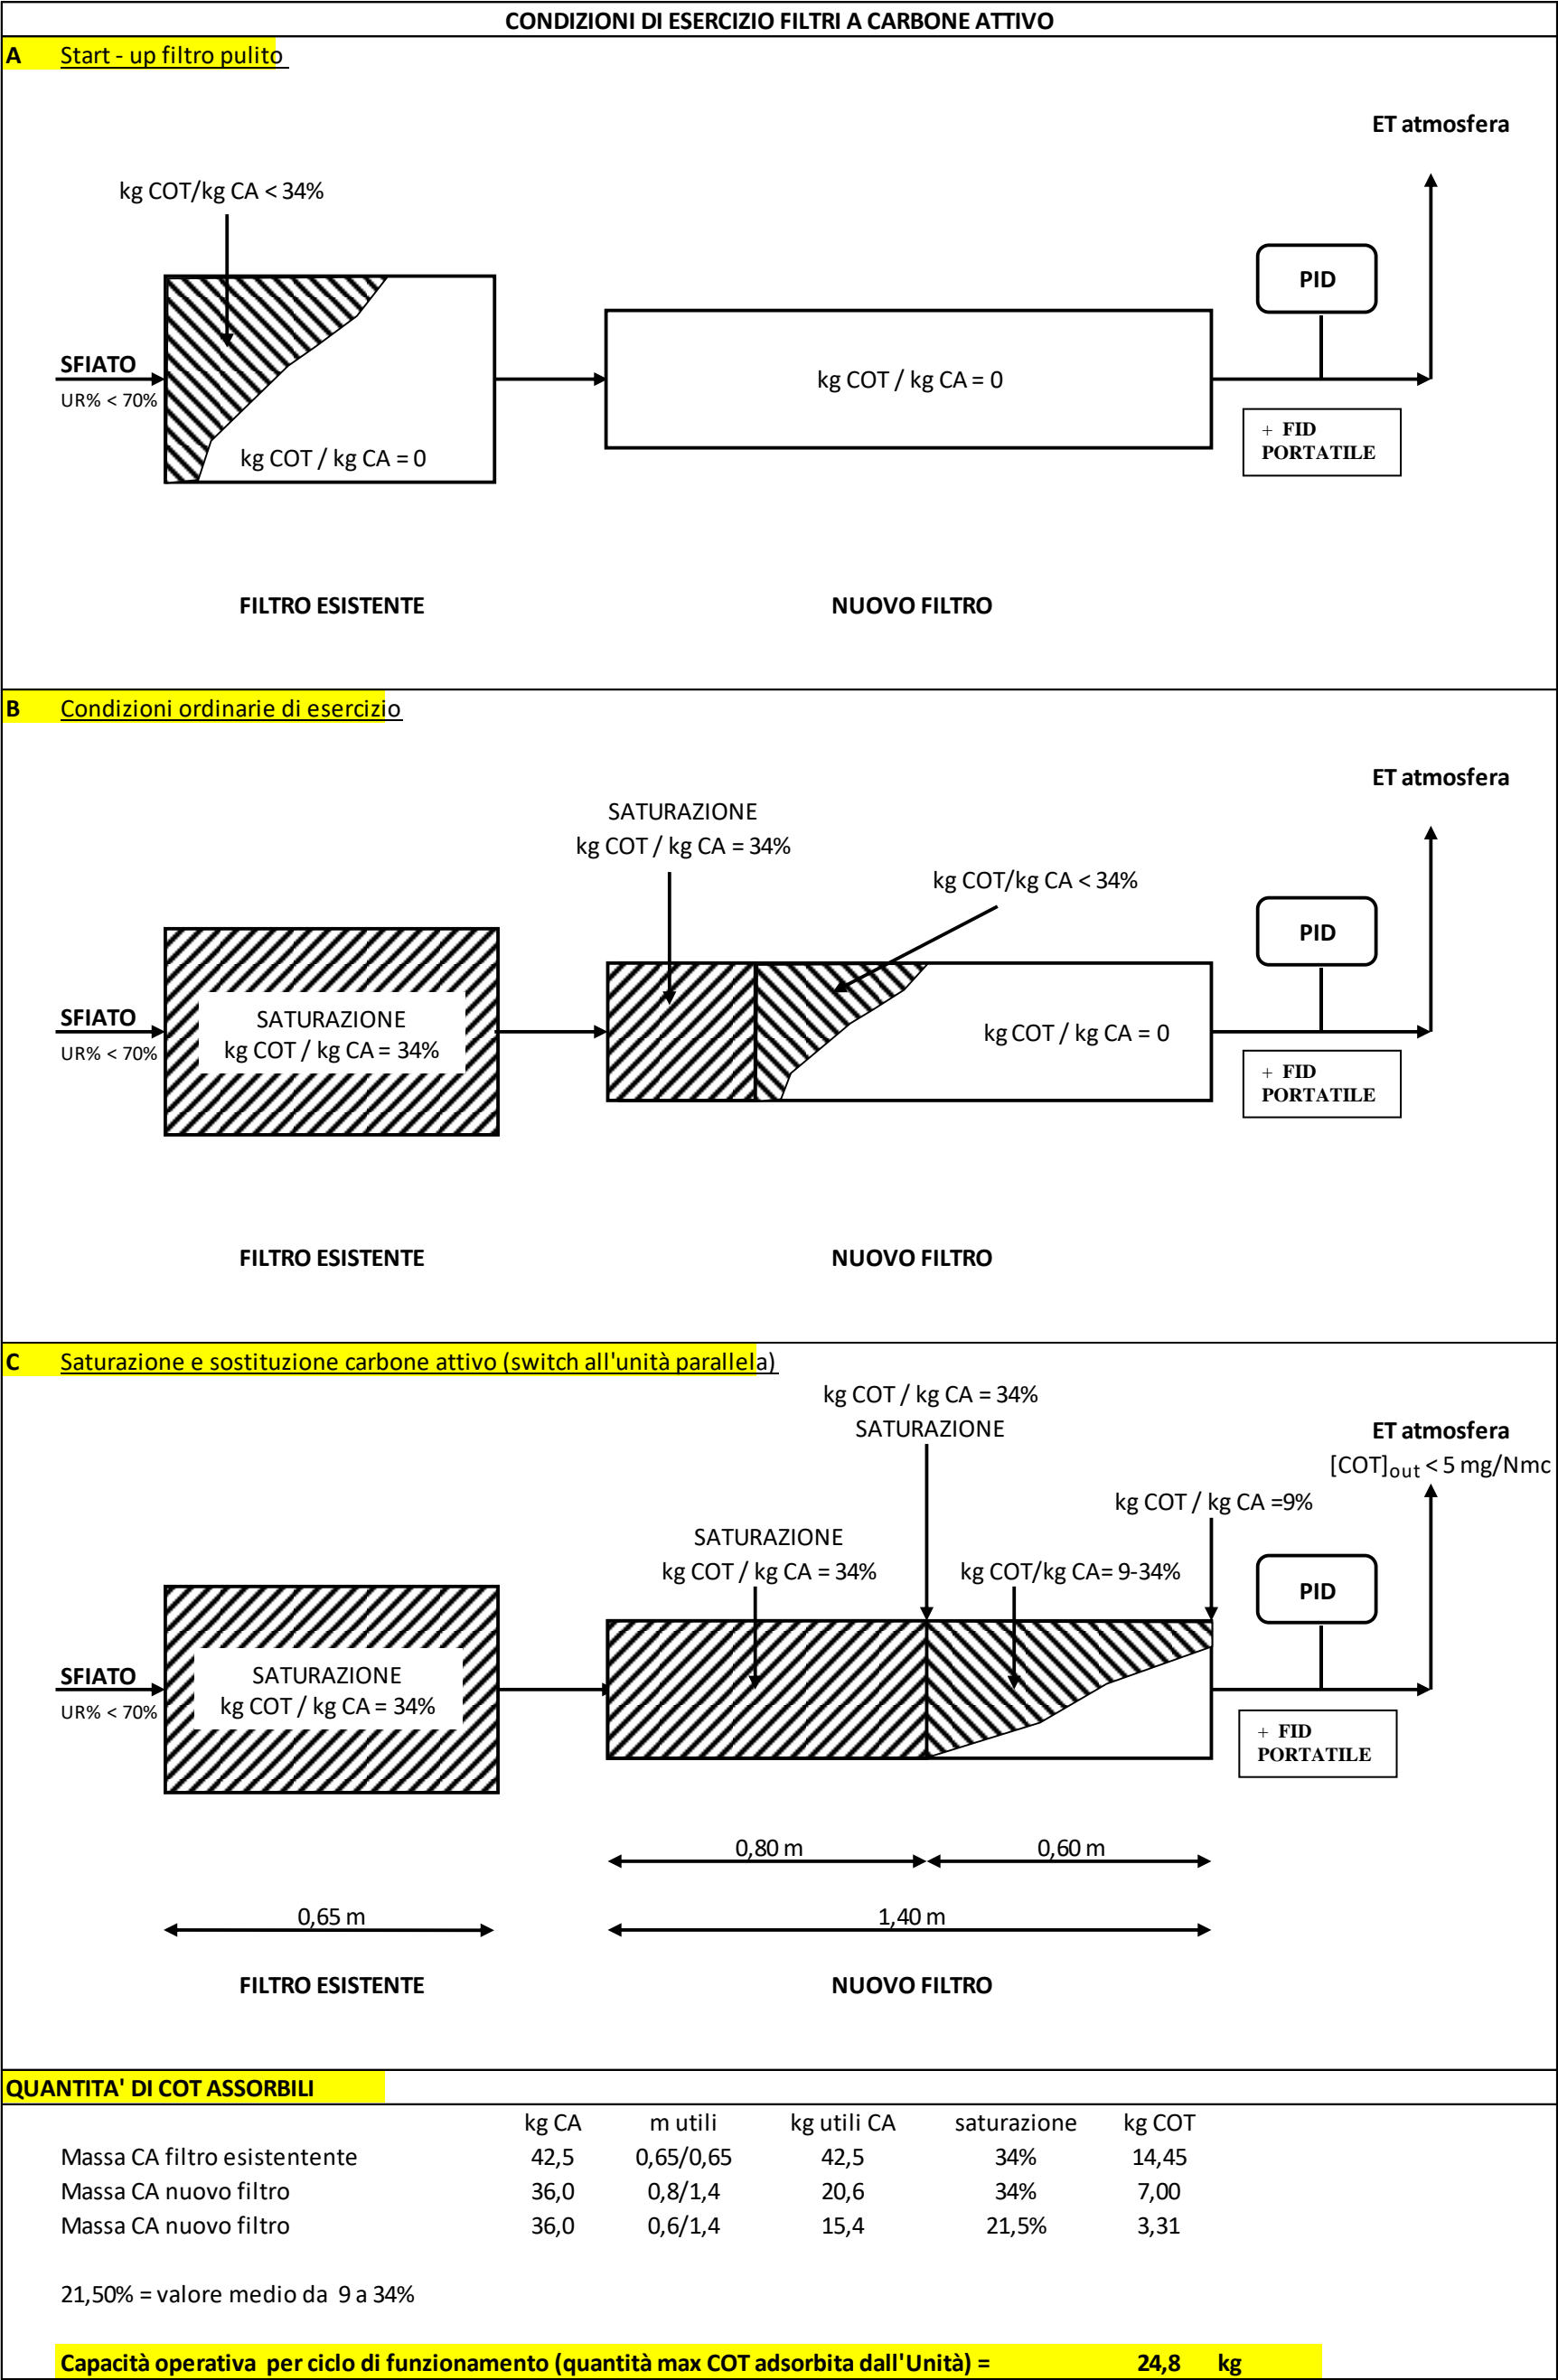 CONDIZIONI DI ESERCIZIO FILTRI A CARBONE ATTIVO
A Start - up filtro pulito
ET atmosfera
kg COT/kg CA < 34%
PID
SFIATO
UR% < 70%
kg COT / kg CA = 0
kg COT / kg CA = 0
+ FID
PORTATILE
FILTRO ESISTENTE NUOVO FILTRO
B Condizioni ordinarie di esercizio
ET atmosfera
SATURAZIONE
kg COT / kg CA = 34%
kg COT/kg CA < 34%
PID
SFIATO
UR% < 70%
SATURAZIONE
kg COT / kg CA = 34%
kg COT / kg CA = 0
+ FID
PORTATILE
FILTRO ESISTENTE NUOVO FILTRO
C Saturazione e sostituzione carbone attivo (switch all'unità parallela)
kg COT / kg CA = 34%
SATURAZIONE
ET atmosfera
[COT]out < 5 mg/Nmc
kg COT / kg CA =9%
SATURAZIONE
kg COT / kg CA = 34%
kg COT/kg CA= 9-34%
PID
SFIATO
UR% < 70%
SATURAZIONE
kg COT / kg CA = 34%
+ FID
PORTATILE
0,80 m 0,60 m
0,65 m 1,40 m
FILTRO ESISTENTE NUOVO FILTRO
QUANTITA' DI COT ASSORBILI
kg CA m utili kg utili CA saturazione kg COT
Massa CA filtro esistentente 42,5 0,65/0,65 42,5 34% 14,45
Massa CA nuovo filtro 36,0 0,8/1,4 20,6 34% 7,00
Massa CA nuovo filtro 36,0 0,6/1,4 15,4 21,5% 3,31
21,50% = valore medio da 9 a 34%
Capacità operativa per ciclo di funzionamento (quantità max COT adsorbita dall'Unità) = 24,8 kg